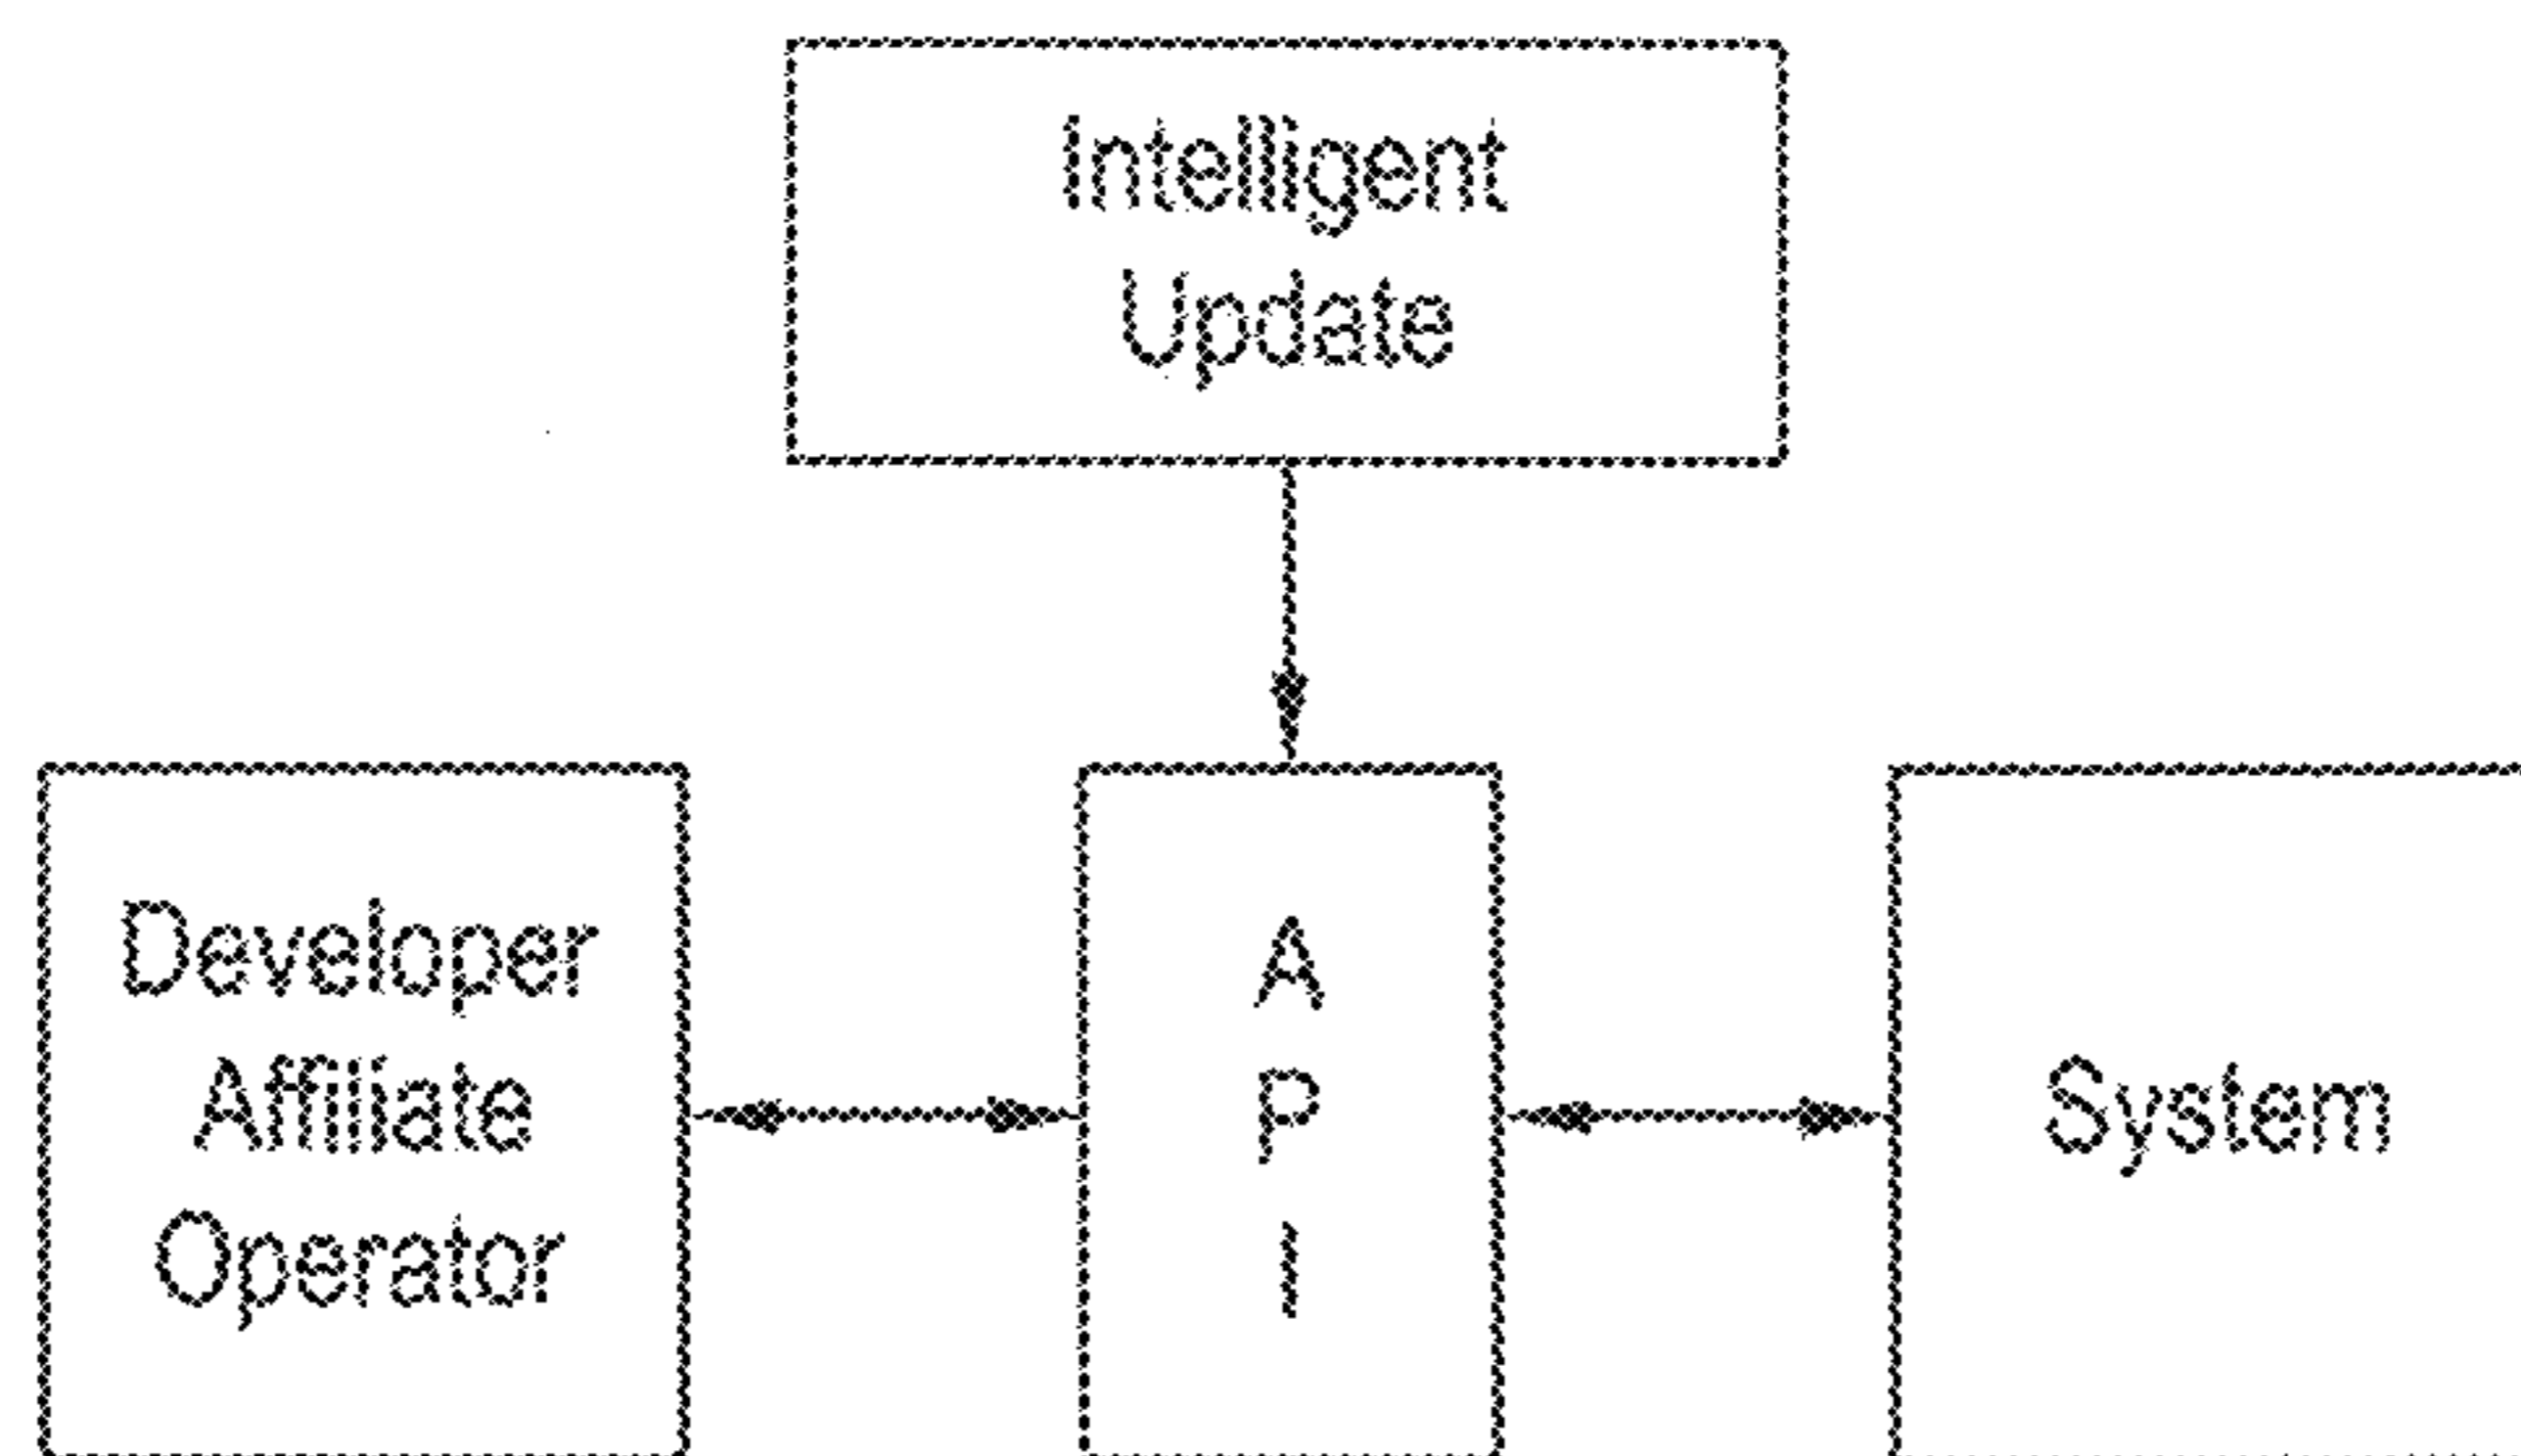 Intelligent
Update
Developer
Affiliate
Operator
A
P
I
System